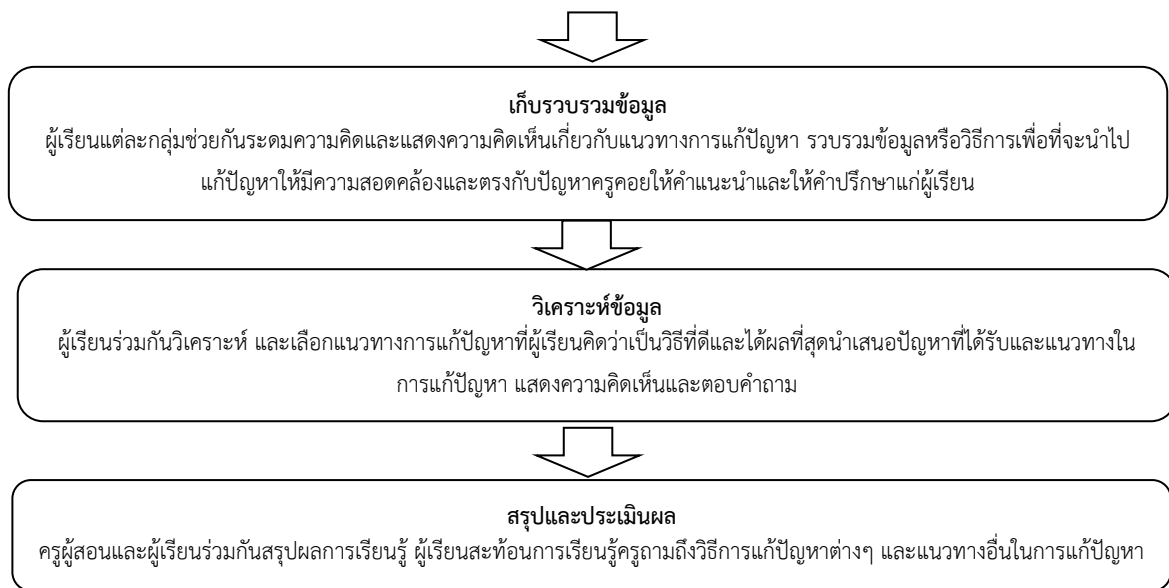 เก็บรวบรวมข้อมูล
ผู้เรียนแต่ละกลุ่มช่วยกันระดมความคิดและแสดงความคิดเห็นเกี่ยวกับแนวทางการแก้ปัญหา รวบรวมข้อมูลหรือวิธีการเพื่อที่จะนำไป
แก้ปัญหาให้มีความสอดคล้องและตรงกับปัญหาครูคอยให้คำแนะนำและให้คำปรึกษาแก่ผู้เรียน
วิเคราะห์ข้อมูล
ผู้เรียนร่วมกันวิเคราะห์ และเลือกแนวทางการแก้ปัญหาที่ผู้เรียนคิดว่าเป็นวิธีที่ดีและได้ผลที่สุดนำเสนอปัญหาที่ได้รับและแนวทางใน
การแก้ปัญหา แสดงความคิดเห็นและตอบคำถาม
สรุปและประเมินผล
ครูผู้สอนและผู้เรียนร่วมกันสรุปผลการเรียนรู้ ผู้เรียนสะท้อนการเรียนรู้ครูถามถึงวิธีการแก้ปัญหาต่างๆ และแนวทางอื่นในการแก้ปัญหา